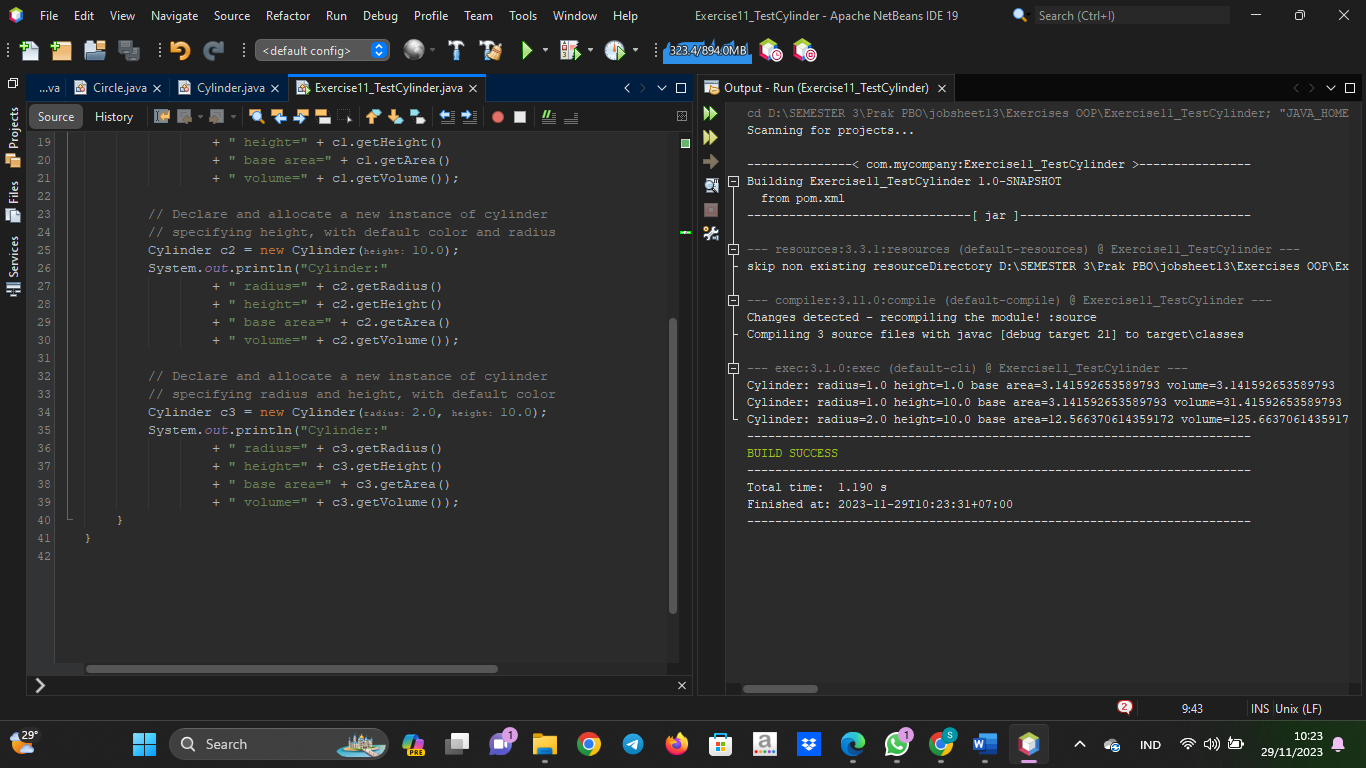 File Edit View Navigate Source Refactor Run Debug Profile Team Tools Window Help
Exercise11_TestCylinder - Apache NetBeans IDE 19
Search (Ctrl+I)
<default config>
323.4/894.0MB
...va
Circle.java
Cylinder.java
Exercise11_TestCylinder.java
Source
History
Projects
Files
Services
19 + " height=" + c1.getHeight()
20 + " base area=" + c1.getArea()
21 + " volume=" + c1.getVolume());
22
23 // Declare and allocate a new instance of cylinder
24 // specifying height, with default color and radius
25 Cylinder c2 = new Cylinder(height: 10.0);
26 System.out.println("Cylinder:"
27 + " radius=" + c2.getRadius()
28 + " height=" + c2.getHeight()
29 + " base area=" + c2.getArea()
30 + " volume=" + c2.getVolume());
31
32 // Declare and allocate a new instance of cylinder
33 // specifying radius and height, with default color
34 Cylinder c3 = new Cylinder(radius: 2.0, height: 10.0);
35 System.out.println("Cylinder:"
36 + " radius=" + c3.getRadius()
37 + " height=" + c3.getHeight()
38 + " base area=" + c3.getArea()
39 + " volume=" + c3.getVolume());
40 }
41 }
42
Output - Run (Exercise11_TestCylinder)
cd D:\SEMESTER 3\Prak PBO\jobsheet13\Exercises OOP\Exercise11_TestCylinder; "JAVA_HOME
Scanning for projects...
---------------< com.mycompany:Exercise11_TestCylinder >----------------
Building Exercise11_TestCylinder 1.0-SNAPSHOT
from pom.xml
--------------------------------[ jar ]---------------------------------
--- resources:3.3.1:resources (default-resources) @ Exercise11_TestCylinder ---
skip non existing resourceDirectory D:\SEMESTER 3\Prak PBO\jobsheet13\Exercises OOP\Ex
--- compiler:3.11.0:compile (default-compile) @ Exercise11_TestCylinder ---
Changes detected - recompiling the module! :source
Compiling 3 source files with javac [debug target 21] to target\classes
--- exec:3.1.0:exec (default-cli) @ Exercise11_TestCylinder ---
Cylinder: radius=1.0 height=1.0 base area=3.141592653589793 volume=3.141592653589793
Cylinder: radius=1.0 height=10.0 base area=3.141592653589793 volume=31.41592653589793
Cylinder: radius=2.0 height=10.0 base area=12.566370614359172 volume=125.6637061435917
------------------------------------------------------------------------
BUILD SUCCESS
------------------------------------------------------------------------
Total time:  1.190 s
Finished at: 2023-11-29T10:23:31+07:00
------------------------------------------------------------------------
2
9:43
INS Unix (LF)
29°
Search
PRE
1
a
1
S
W
IND
10:23
29/11/2023